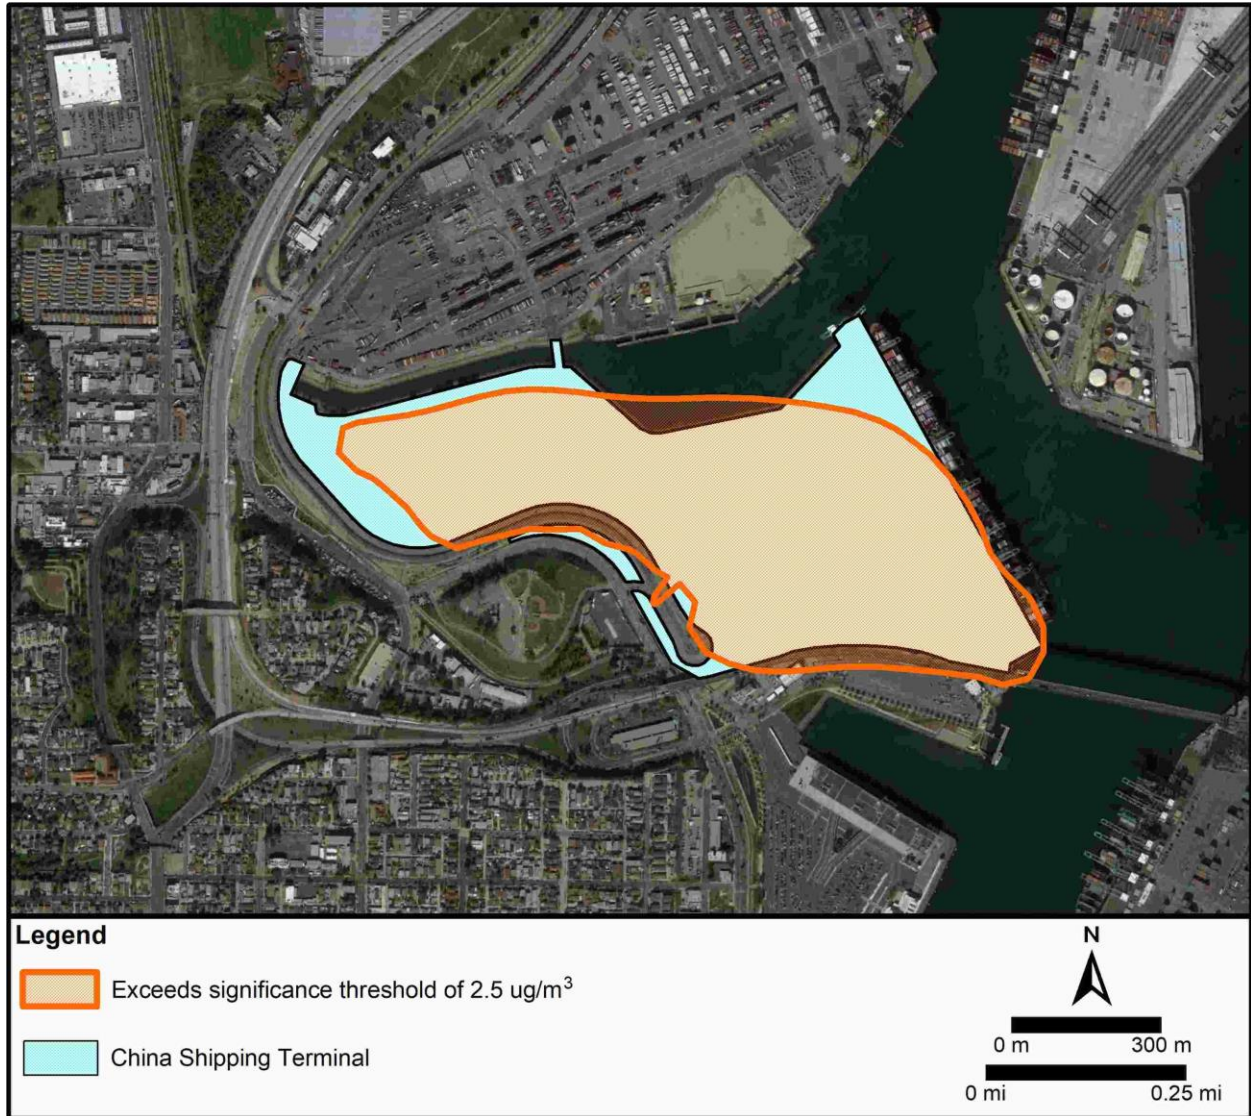 Legend
Exceeds significance threshold of 2.5 ug/m³
China Shipping Terminal
N
0 m 300 m
0 mi 0.25 mi